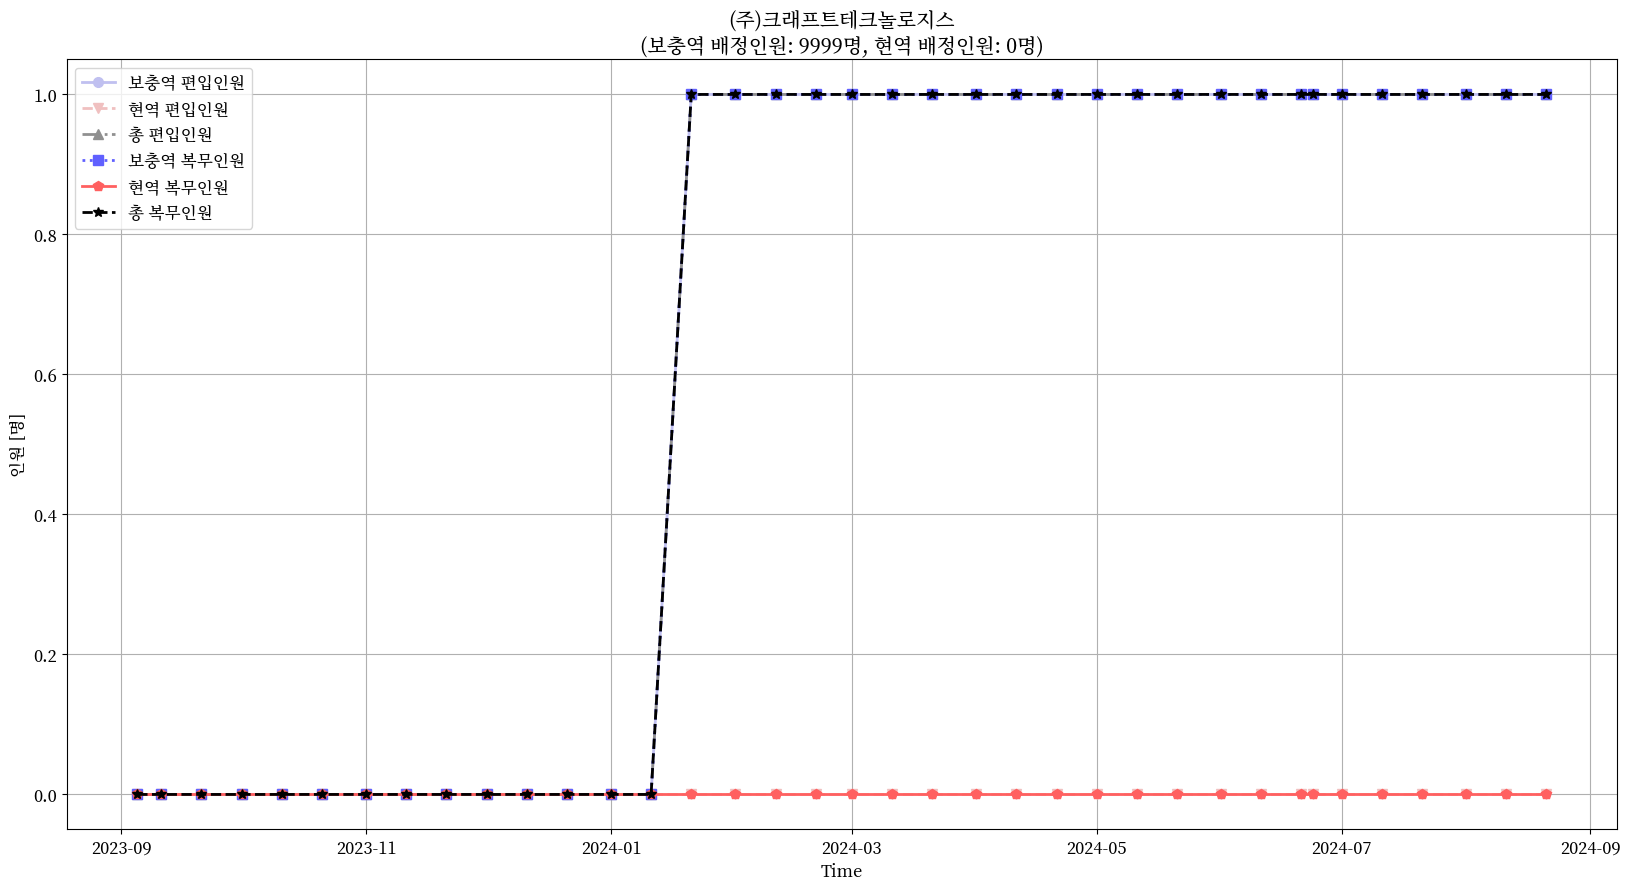 (주)크래프트테크놀로지스
(보충역 배정인원: 9999명, 현역 배정인원: 0명)
보충역 편입인원
현역 편입인원
총 편입인원
보충역 복무인원
현역 복무인원
총 복무인원
인원 [명]
1.0
0.8
0.6
0.4
0.2
0.0
2023-09
2023-11
2024-01
2024-03
2024-05
2024-07
2024-09
Time